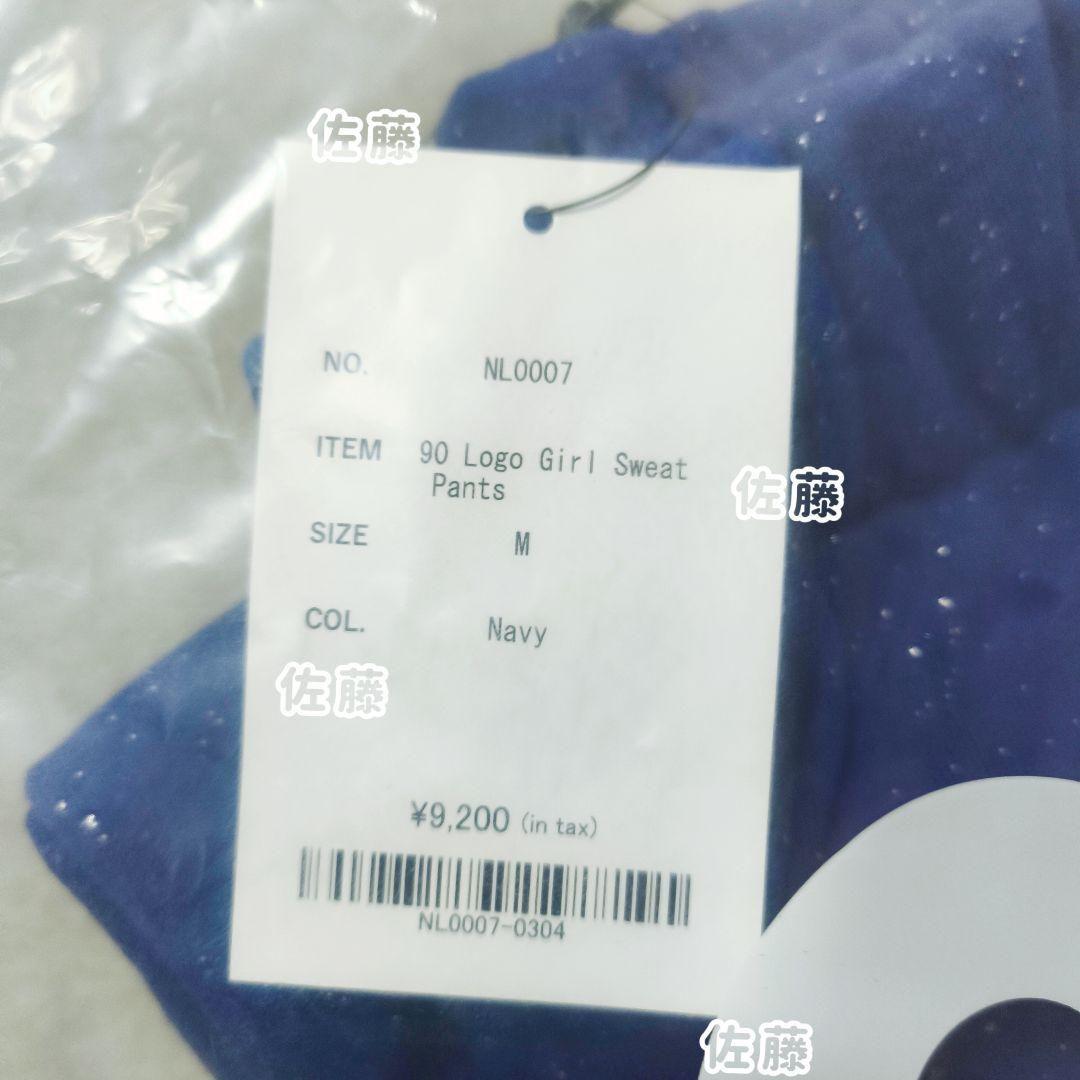 佐藤
NO. NL0007
ITEM 90 Logo Girl Sweat
Pants
佐藤
SIZE M
COL. Navy
佐藤
¥9,200 (in tax)
NL0007-0304
佐藤